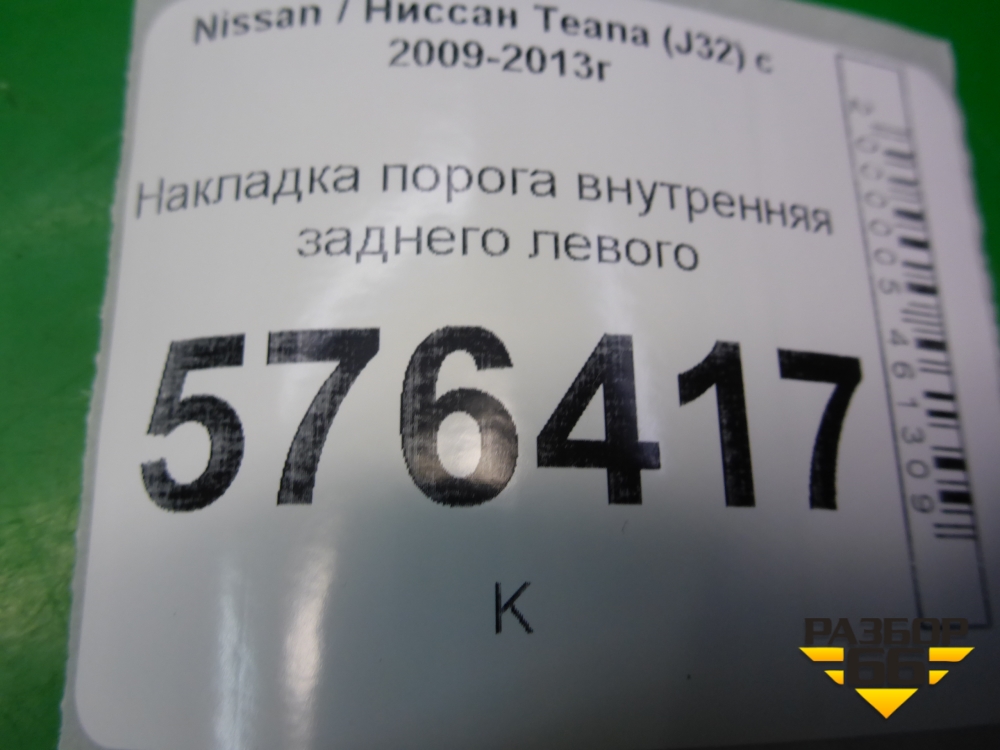 Nissan / Ниссан Teana (J32) с
2009-2013г
Накладка порога внутренняя
заднего левого
576417
К
2000005461309
РАЗБОР
66